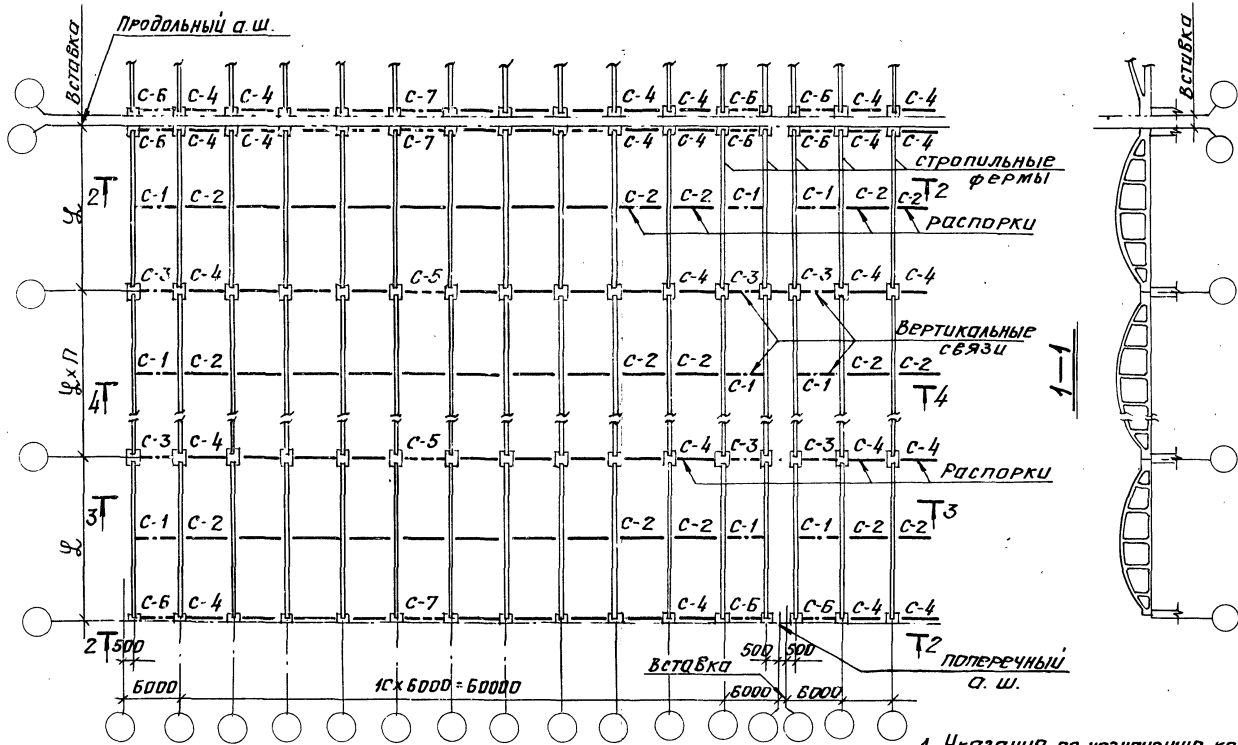 Продольный а.ш.
Вставка
Вставка
С-6 С-4 С-4 С-7 С-4 С-4 С-6 С-6 С-4 С-4
С-6 С-4 С-4 С-7 С-4 С-4 С-6 С-6 С-4 С-4
стропильные
фермы
2 2
С-1 С-2 С-2 С-2 С-1 С-1 С-2 С-2
распорки
ℒ
С-3 С-4 С-5 С-4 С-3 С-3 С-4 С-4
Вертикальные
связи
С-1 С-2 С-2 С-2 С-1 С-1 С-2 С-2
ℒ×п
1-1
4 4
С-3 С-4 С-5 С-4 С-3 С-3 С-4 С-4
Распорки
3 3
С-1 С-2 С-2 С-2 С-1 С-1 С-2 С-2
ℒ
С-6 С-4 С-7 С-4 С-6 С-6 С-4 С-4
2 500 500 500 2
Вставка
поперечный
а. ш.
6000 10×6000=60000 6000 6000
1. Указания по